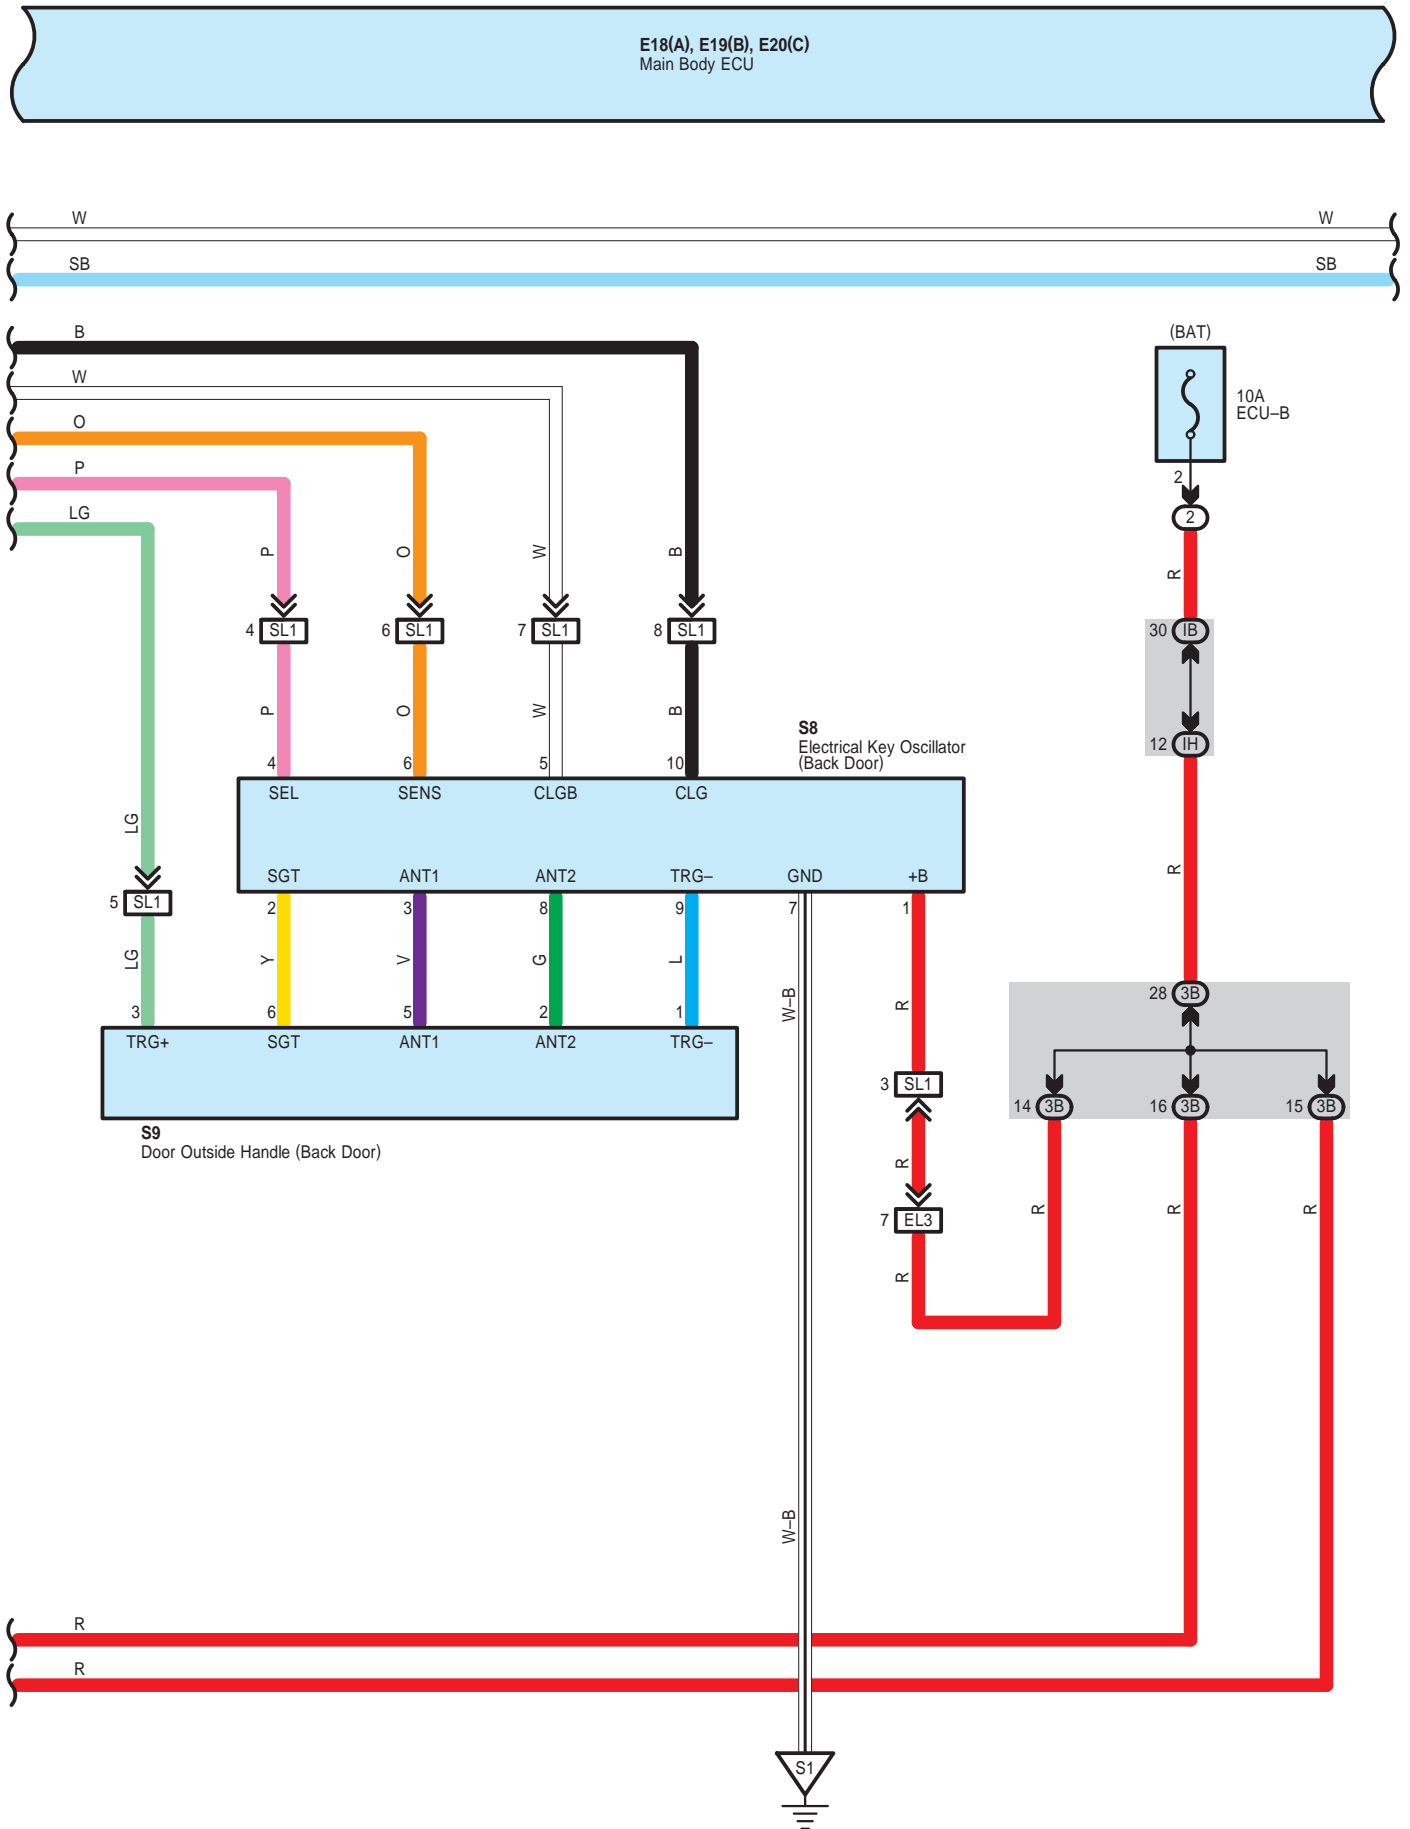 E18(A), E19(B), E20(C)
Main Body ECU
W W
SB SB
B
W
O
P
LG
(BAT)
10A
ECU–B
2
2
R
P O W B
4 SL1 6 SL1 7 SL1 8 SL1
30 IB
P O W B
12 IH
S8
Electrical Key Oscillator
(Back Door)
4 6 5 10
SEL SENS CLGB CLG
LG
R
SGT ANT1 ANT2 TRG– GND +B
5 SL1
2 3 8 9 7 1
LG Y V G L
W–B R
28 3B
3 6 5 2 1
TRG+ SGT ANT1 ANT2 TRG–
3 SL1
14 3B 16 3B 15 3B
S9
Door Outside Handle (Back Door)
R
7 EL3
R R R
R
W–B
R
R
S1